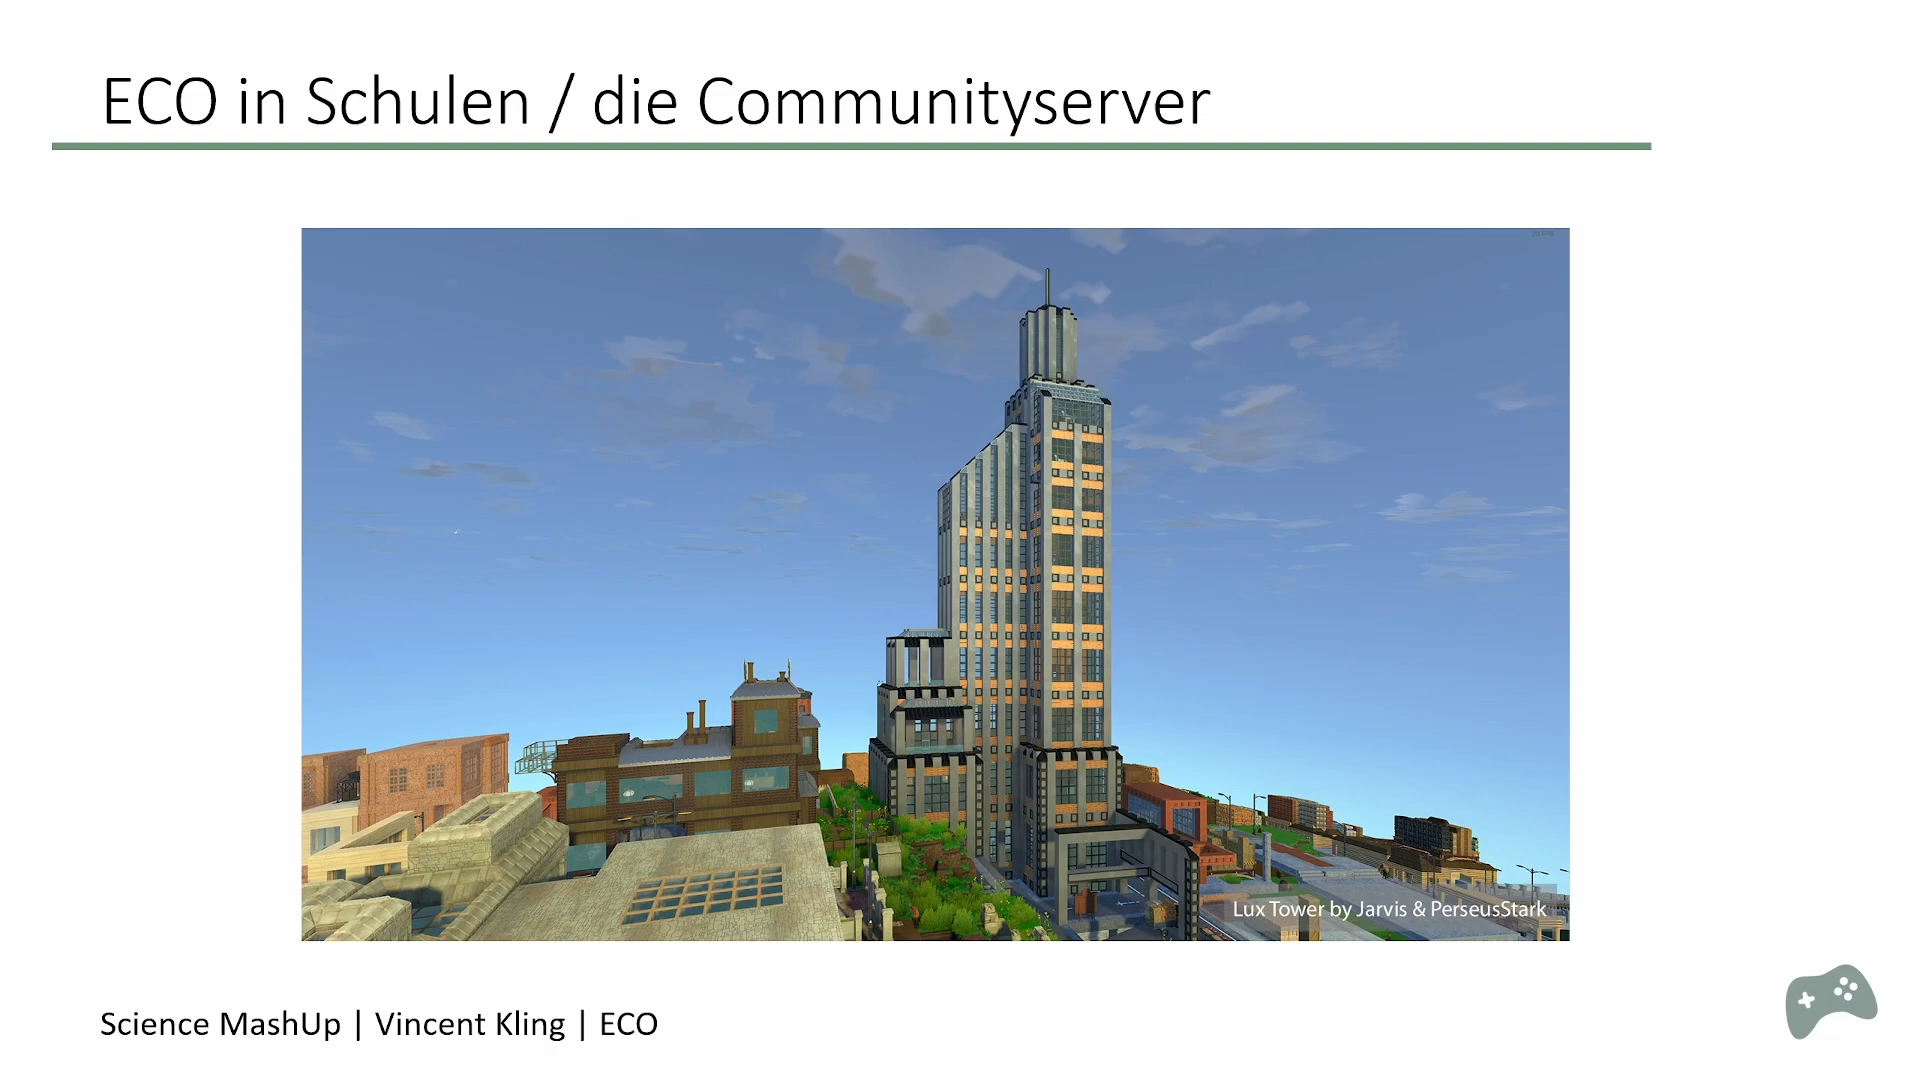 ECO in Schulen / die Communityserver
Lux Tower by Jarvis & PerseusStark
Science MashUp | Vincent Kling | ECO